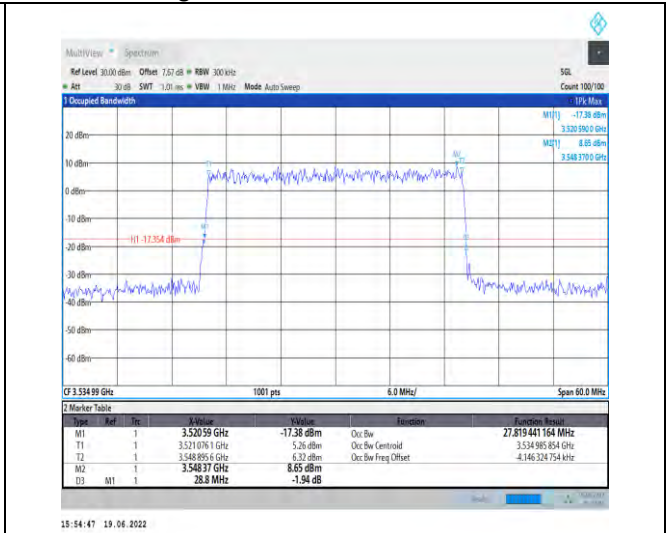 MultiView Spectrum
Ref Level 30.00 dBm Offset 7.67 dB RBW 300 kHz SGL
Att 30 dB SWT 1.01 ms VBW 1 MHz Mode Auto Sweep Count 100/100
1 Occupied Bandwidth 1Pk Max
M1[1] -17.38 dBm
3.520 590 0 GHz
M2[1] 8.65 dBm
3.548 370 0 GHz
20 dBm
10 dBm
0 dBm
-10 dBm
H1 -17.354 dBm
-20 dBm
-30 dBm
-40 dBm
-50 dBm
-60 dBm
M2
T2
T1
M1
CF 3.534 99 GHz 1001 pts 6.0 MHz/ Span 60.0 MHz
2 Marker Table
Type Ref Trc X-Value Y-Value Function Function Result
M1 1 3.520 59 GHz -17.38 dBm Occ Bw 27.819 441 164 MHz
T1 1 3.521 076 1 GHz 5.26 dBm Occ Bw Centroid 3.534 985 854 GHz
T2 1 3.548 895 6 GHz 6.32 dBm Occ Bw Freq Offset -4.146 324 754 kHz
M2 1 3.548 37 GHz 8.65 dBm
D3 M1 1 28.8 MHz -1.94 dB
15:54:47 19.06.2022